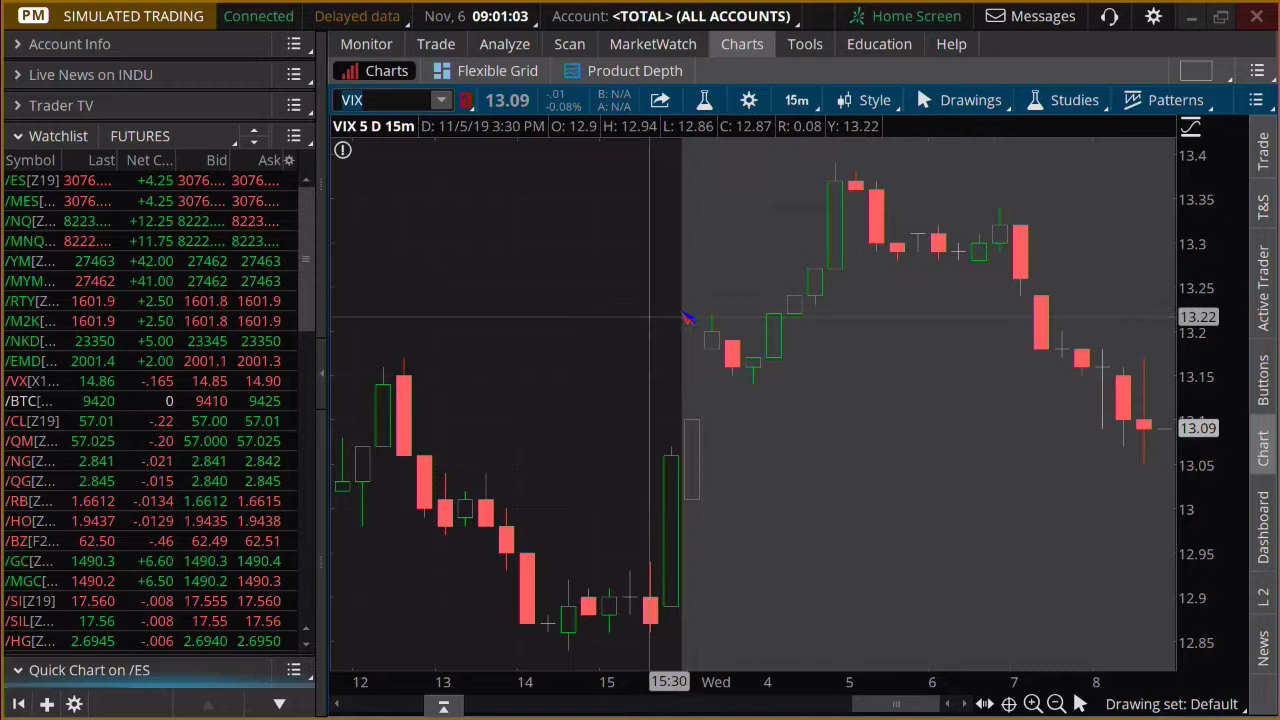 PM SIMULATED TRADING Connected Delayed data Nov, 6 09:01:03 Account: <TOTAL> (ALL ACCOUNTS) Home Screen Messages
Account Info
Live News on INDU
Trader TV
Watchlist FUTURES
Symbol Last Net C... Bid Ask
/ES[Z19] 3076.... +4.25 3076.... 3076....
/MES[... 3076.... +4.25 3076.... 3076....
/NQ[Z... 8223.... +12.25 8222.... 8223....
/MNQ... 8222.... +11.75 8222.... 8223....
/YM[Z... 27463 +42.00 27462 27463
/MYM... 27462 +41.00 27462 27463
/RTY[Z... 1601.9 +2.50 1601.8 1601.9
/M2K[... 1601.9 +2.50 1601.8 1601.9
/NKD[... 23350 +5.00 23345 23350
/EMD[... 2001.4 +2.00 2001.1 2001.3
/VX[X1... 14.86 -.165 14.85 14.90
/BTC[... 9420 0 9410 9425
/CL[Z19] 57.01 -.22 57.00 57.01
/QM[Z... 57.025 -.20 57.000 57.025
/NG[Z... 2.841 -.021 2.841 2.842
/QG[Z... 2.845 -.015 2.840 2.845
/RB[Z... 1.6612 -.0134 1.6612 1.6615
/HO[Z... 1.9437 -.0129 1.9435 1.9438
/BZ[F2... 62.50 -.46 62.49 62.51
/GC[Z... 1490.3 +6.60 1490.3 1490.4
/MGC[... 1490.2 +6.50 1490.2 1490.3
/SI[Z19] 17.560 -.008 17.555 17.560
/SIL[Z... 17.56 -.008 17.55 17.56
/HG[Z... 2.6945 -.006 2.6940 2.6950
Quick Chart on /ES
Monitor Trade Analyze Scan MarketWatch Charts Tools Education Help
Charts Flexible Grid Product Depth
VIX 13.09 -.01 B: N/A 15m Style Drawings Studies Patterns
-0.08% A: N/A
VIX 5 D 15m D: 11/5/19 3:30 PM O: 12.9 H: 12.94 L: 12.86 C: 12.87 R: 0.08 Y: 13.22
13.4
13.35
13.3
13.25
13.22
13.2
13.15
13.09
13.05
13
12.95
12.9
12.85
12 13 14 15 15:30 Wed 4 5 6 7 8
Drawing set: Default
Trade
T&S
Active Trader
Buttons
Chart
Dashboard
L 2
News